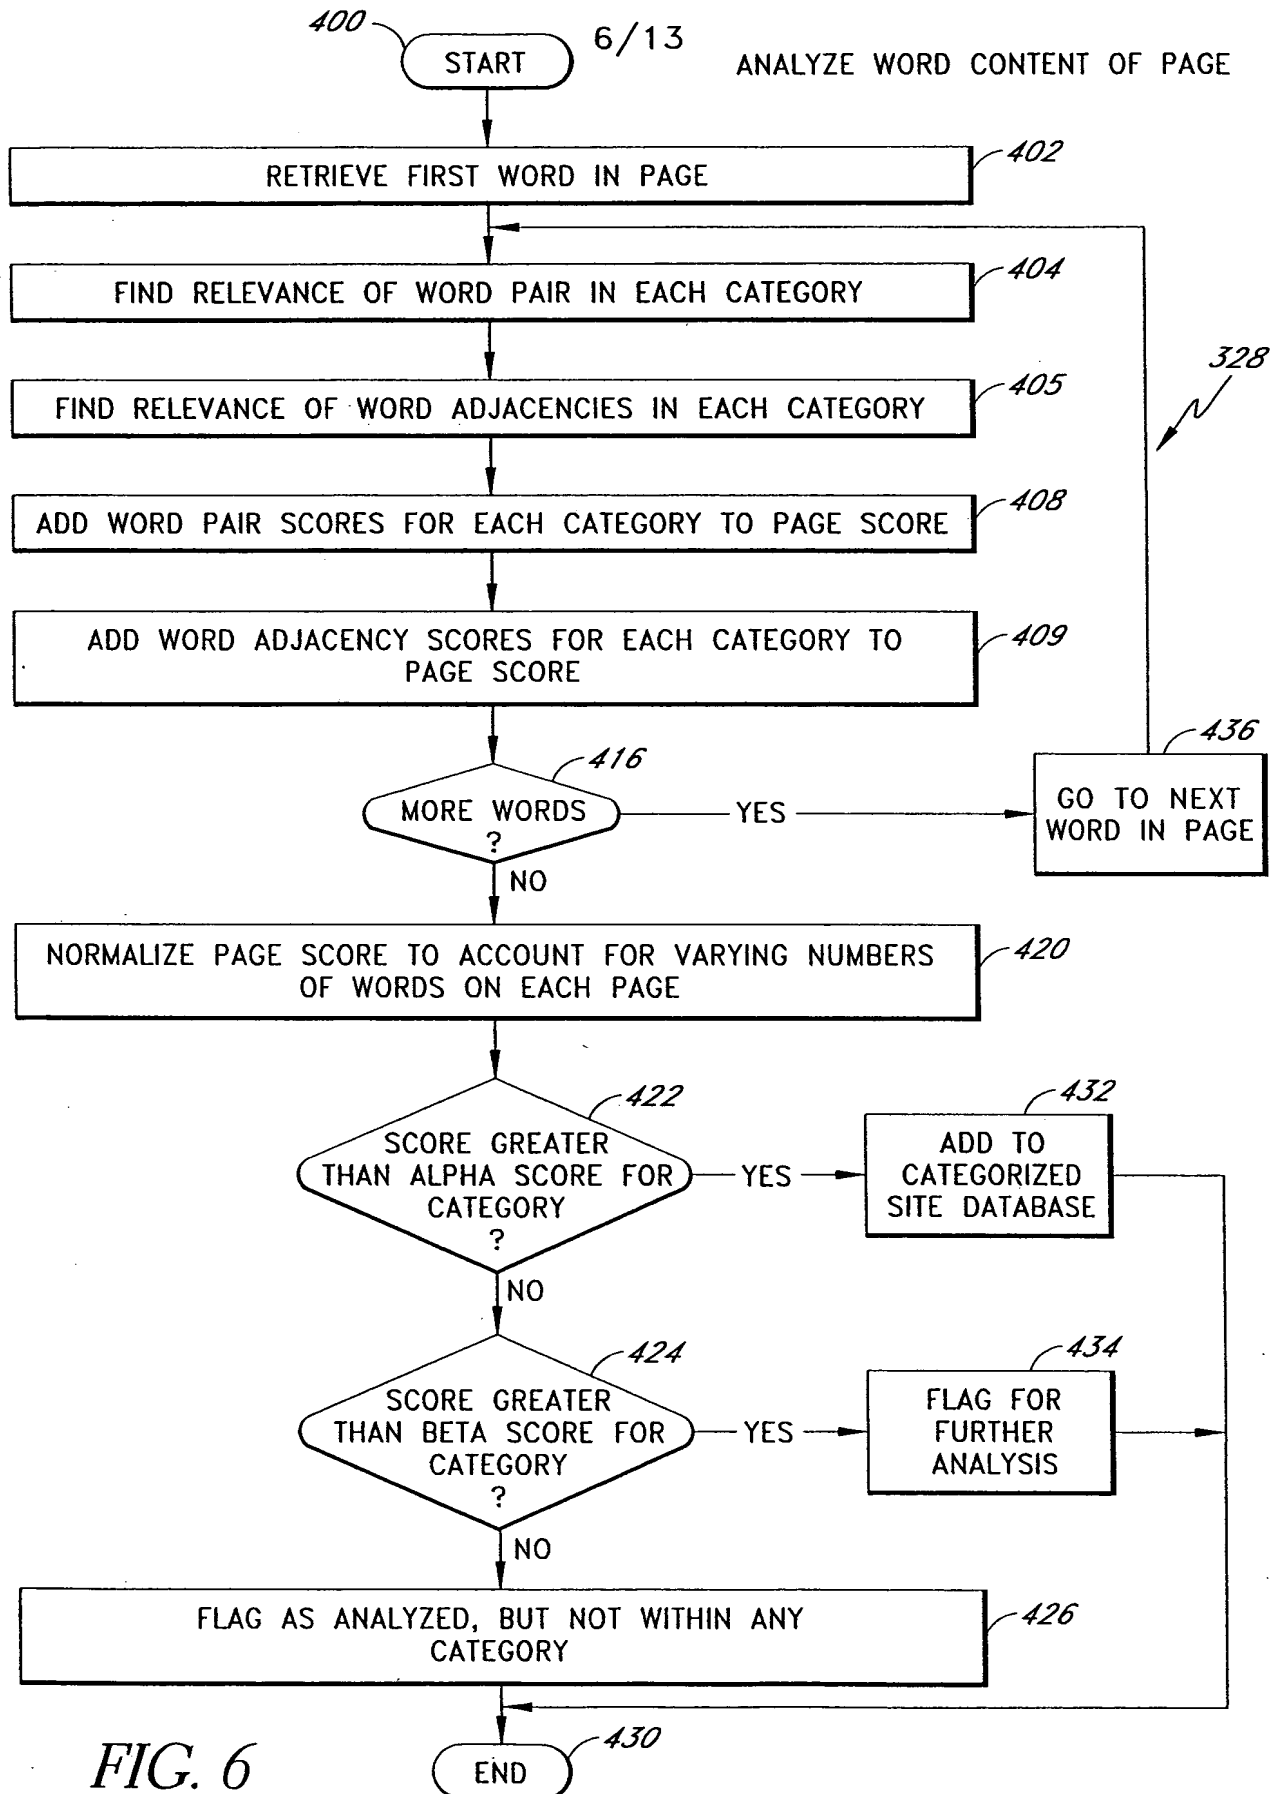 400
6/13
START
ANALYZE WORD CONTENT OF PAGE
402
RETRIEVE FIRST WORD IN PAGE
404
FIND RELEVANCE OF WORD PAIR IN EACH CATEGORY
328
405
FIND RELEVANCE OF WORD ADJACENCIES IN EACH CATEGORY
408
ADD WORD PAIR SCORES FOR EACH CATEGORY TO PAGE SCORE
409
ADD WORD ADJACENCY SCORES FOR EACH CATEGORY TO
PAGE SCORE
416
MORE WORDS
?
YES
436
GO TO NEXT
WORD IN PAGE
NO
420
NORMALIZE PAGE SCORE TO ACCOUNT FOR VARYING NUMBERS
OF WORDS ON EACH PAGE
422
SCORE GREATER
THAN ALPHA SCORE FOR
CATEGORY
?
YES
432
ADD TO
CATEGORIZED
SITE DATABASE
NO
424
SCORE GREATER
THAN BETA SCORE FOR
CATEGORY
?
YES
434
FLAG FOR
FURTHER
ANALYSIS
NO
426
FLAG AS ANALYZED, BUT NOT WITHIN ANY
CATEGORY
430
END
FIG. 6